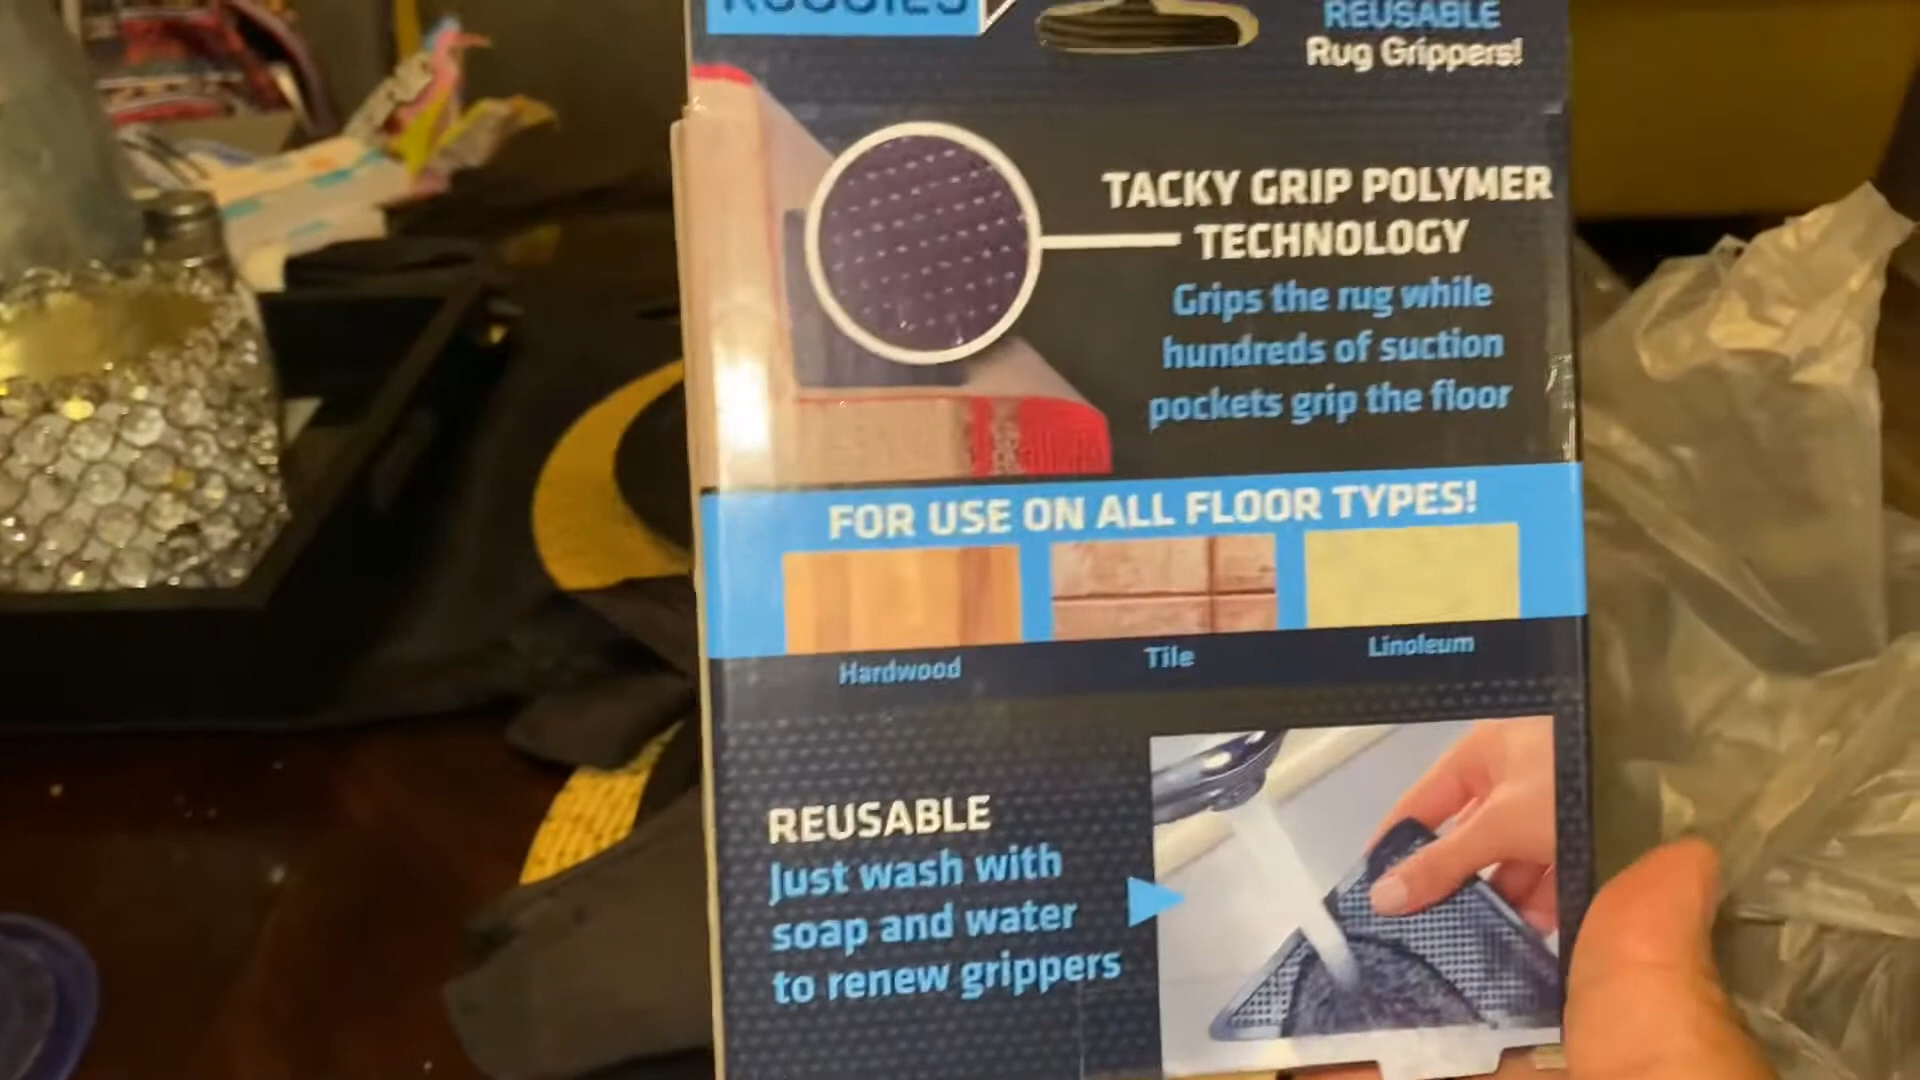 RUGGIES
REUSABLE
Rug Grippers!
TACKY GRIP POLYMER
TECHNOLOGY
Grips the rug while
hundreds of suction
pockets grip the floor
FOR USE ON ALL FLOOR TYPES!
Hardwood
Tile
Linoleum
REUSABLE
Just wash with
soap and water
to renew grippers